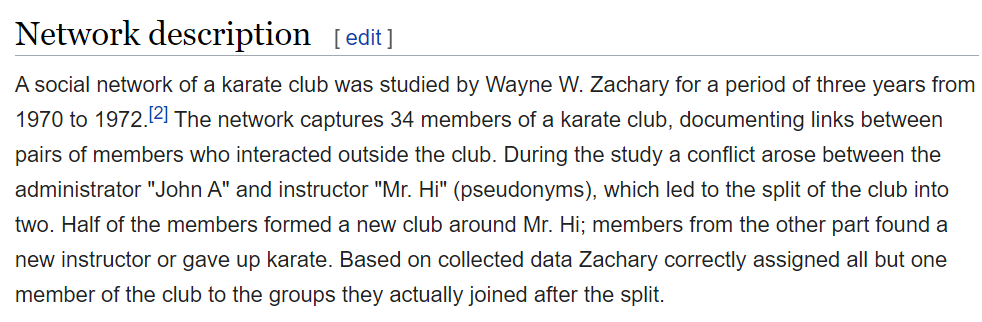 Network description [ edit ]
A social network of a karate club was studied by Wayne W. Zachary for a period of three years from
1970 to 1972.[2] The network captures 34 members of a karate club, documenting links between
pairs of members who interacted outside the club. During the study a conflict arose between the
administrator "John A" and instructor "Mr. Hi" (pseudonyms), which led to the split of the club into
two. Half of the members formed a new club around Mr. Hi; members from the other part found a
new instructor or gave up karate. Based on collected data Zachary correctly assigned all but one
member of the club to the groups they actually joined after the split.